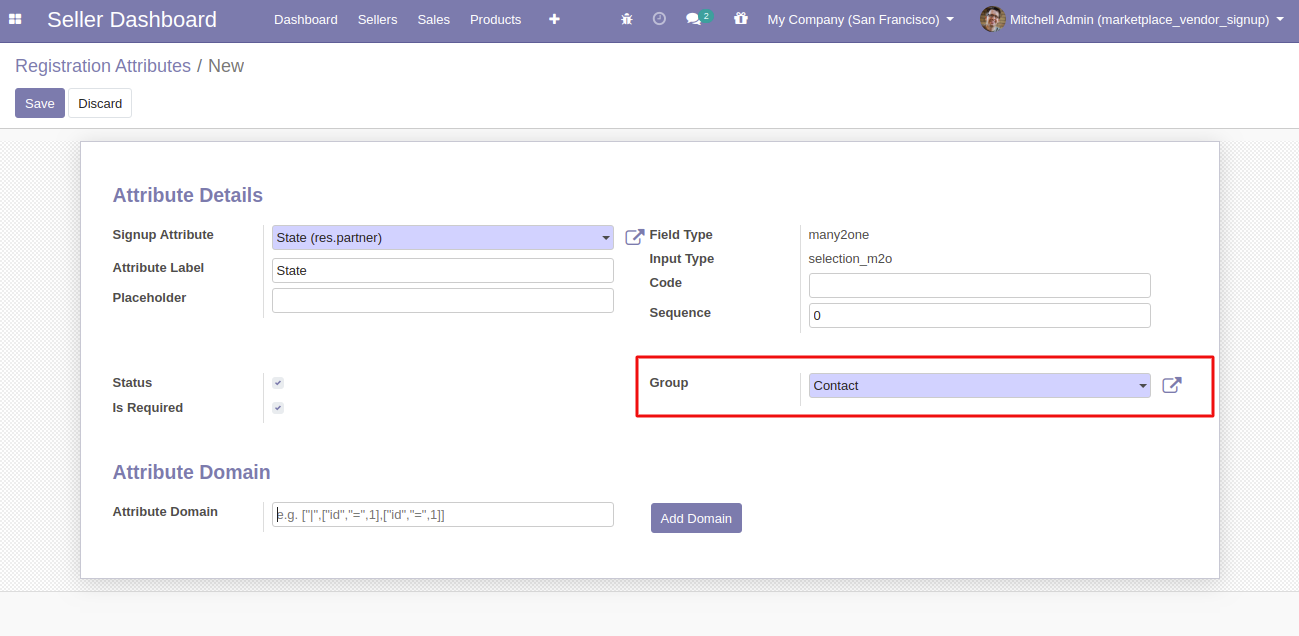 Seller Dashboard Dashboard Sellers Sales Products 2 My Company (San Francisco) Mitchell Admin (marketplace_vendor_signup)
Registration Attributes / New
Save Discard
Attribute Details
Signup Attribute State (res.partner)
Attribute Label State
Placeholder
Field Type many2one
Input Type selection_m2o
Code
Sequence 0
Status
Is Required
Group Contact
Attribute Domain
Attribute Domain e.g. ["|",["id","=",1],["id","=",1]] Add Domain